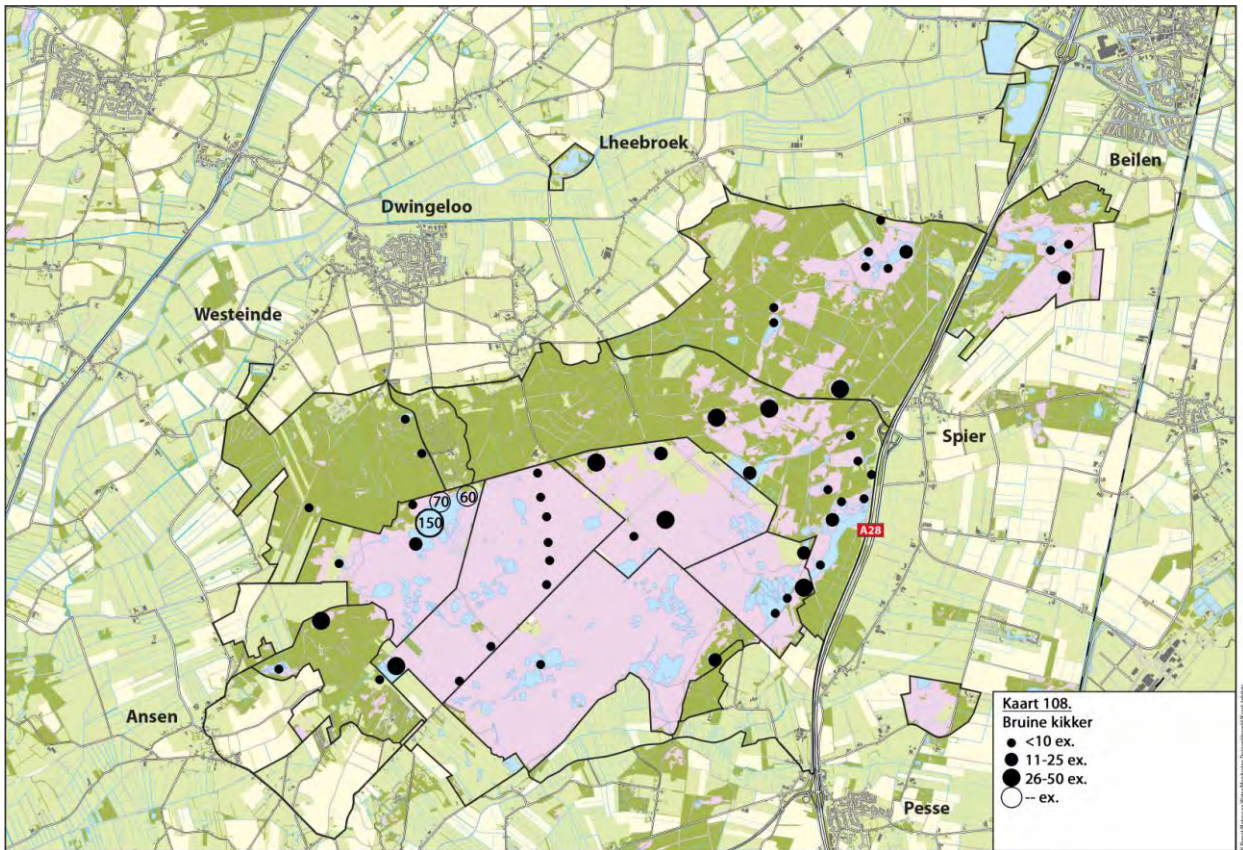 Lheebroek
Beilen
Dwingeloo
Westeinde
Spier
70
60
150
A28
Ansen
Pesse
Kaart 108.
Bruine kikker
<10 ex.
11-25 ex.
26-50 ex.
-- ex.